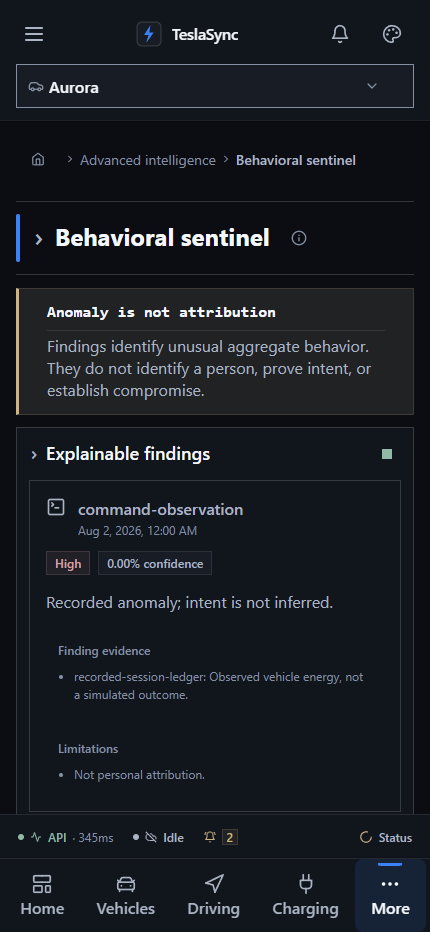 TeslaSync
Aurora
Advanced intelligence
Behavioral sentinel
Behavioral sentinel
Anomaly is not attribution
Findings identify unusual aggregate behavior.
They do not identify a person, prove intent, or
establish compromise.
Explainable findings
command-observation
Aug 2, 2026, 12:00 AM
High
0.00% confidence
Recorded anomaly; intent is not inferred.
Finding evidence
• recorded-session-ledger: Observed vehicle energy, not
a simulated outcome.
Limitations
• Not personal attribution.
API · 345ms
Idle
2
Status
Home
Vehicles
Driving
Charging
More